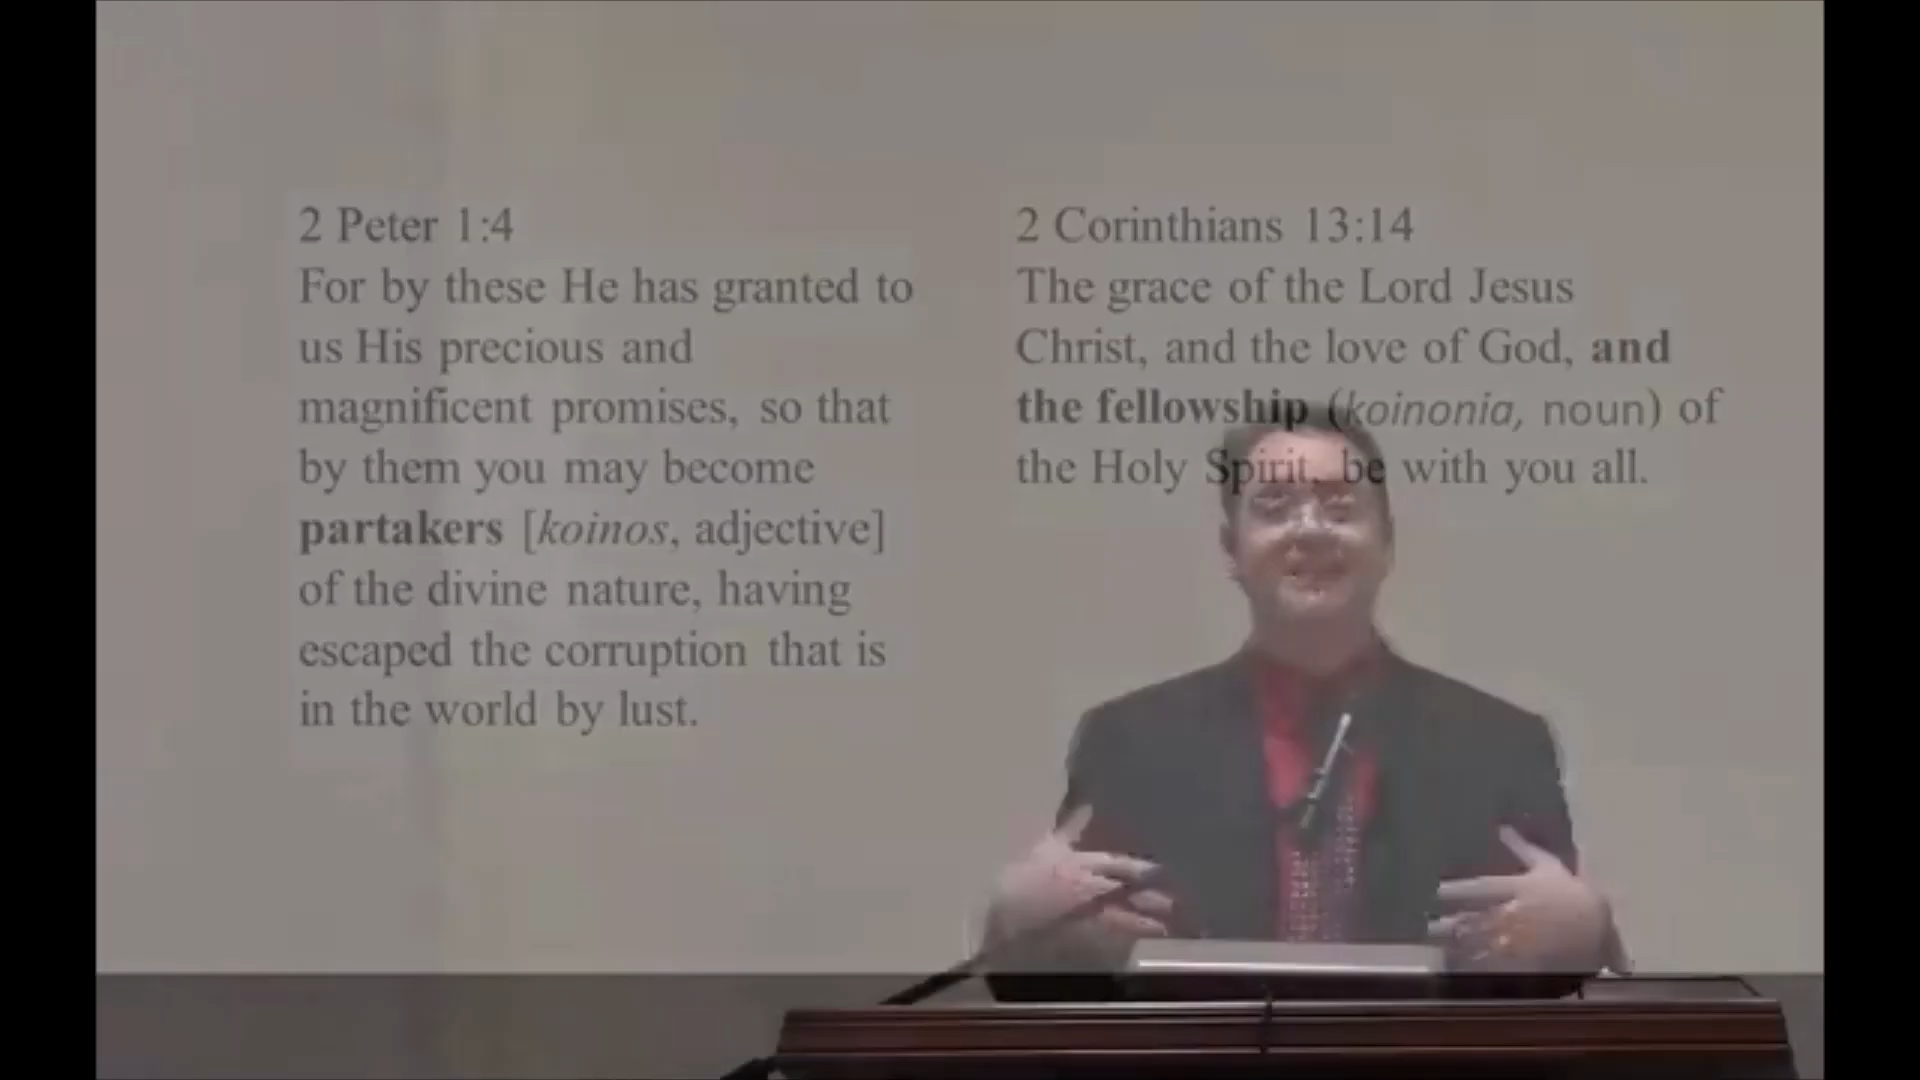 2 Peter 1:4
For by these He has granted to
us His precious and
magnificent promises, so that
by them you may become
partakers [koinos, adjective]
of the divine nature, having
escaped the corruption that is
in the world by lust.
2 Corinthians 13:14
The grace of the Lord Jesus
Christ, and the love of God, and
the fellowship (koinonia, noun) of
the Holy Spirit, be with you all.